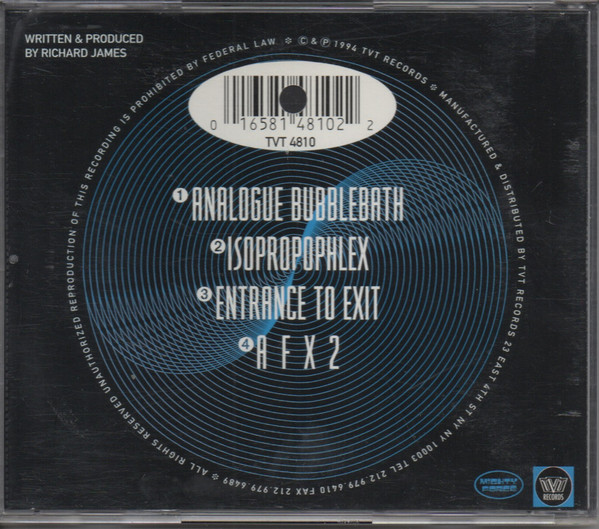 WRITTEN & PRODUCED
BY RICHARD JAMES
✲ ALL RIGHTS RESERVED UNAUTHORIZED REPRODUCTION OF THIS RECORDING IS PROHIBITED BY FEDERAL LAW ✲ © & ℗ 1994 TVT RECORDS ✲ MANUFACTURED & DISTRIBUTED BY TVT RECORDS 23 EAST 4TH ST NY NY 10003 TEL 212.979.6410 FAX 212.979.6489
0 16581 48102 2
TVT 4810
1 ANALOGUE BUBBLEBATH
2 ISOPROPOPHLEX
3 ENTRANCE TO EXIT
4 A F X 2
MIGHTY FORCE
TVT
RECORDS